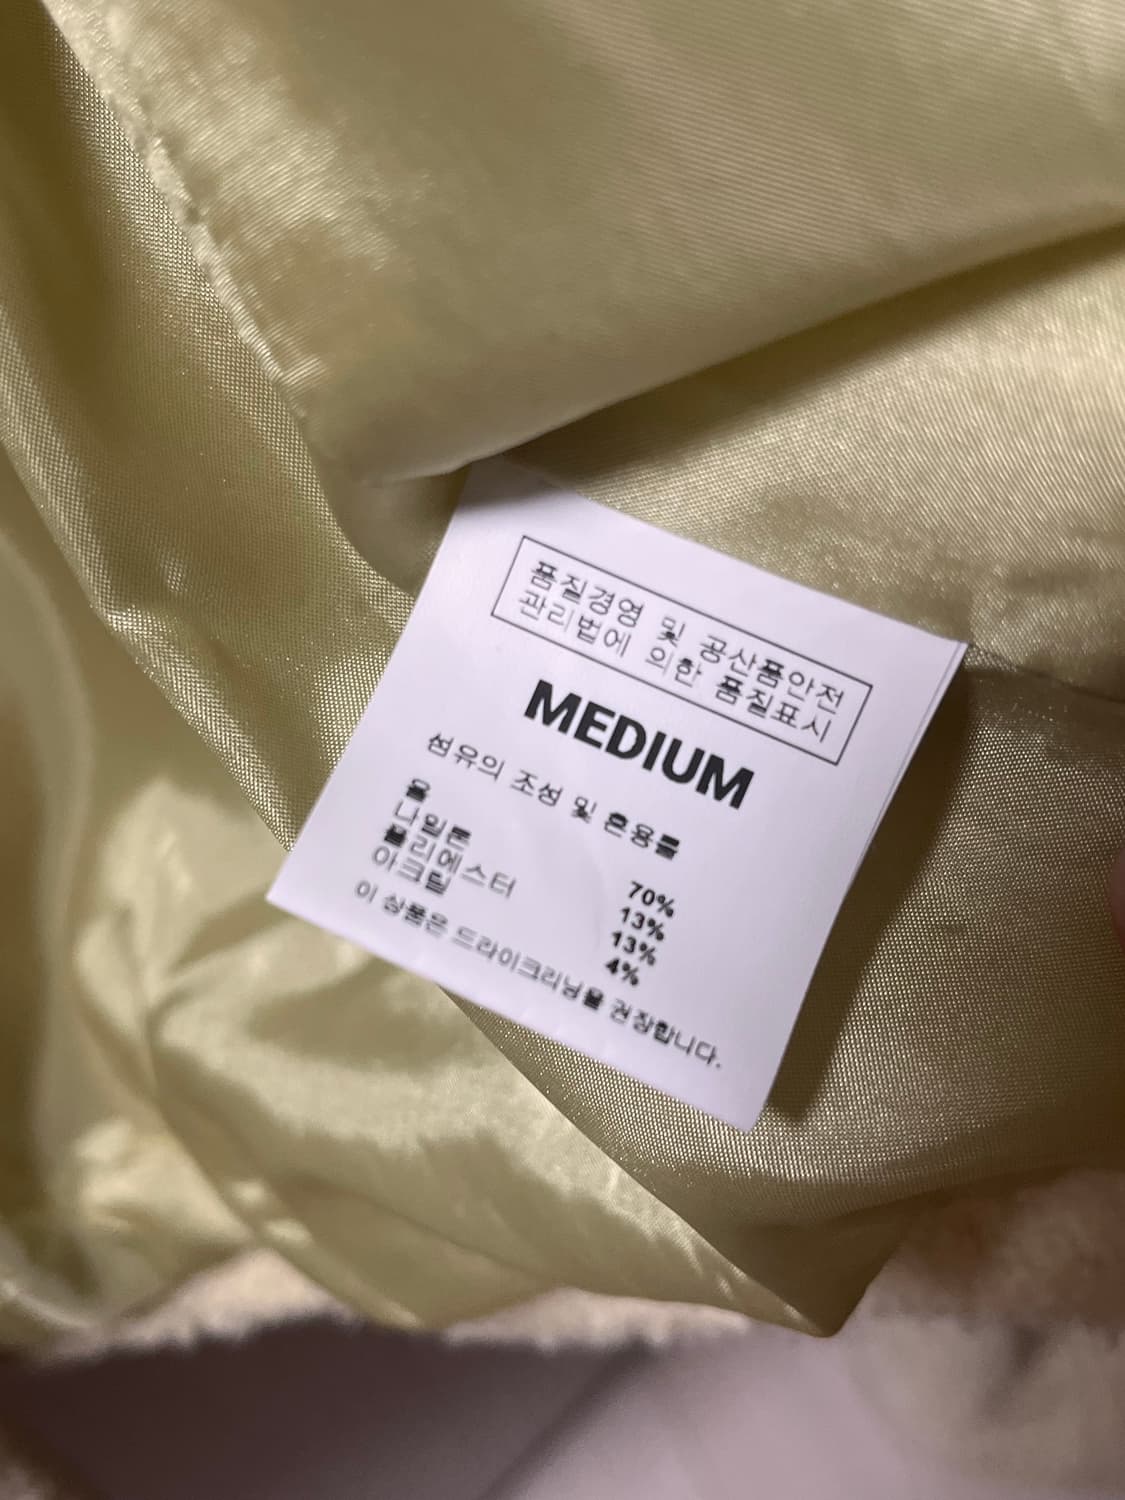 품질경영 및 공산품안전
관리법에 의한 품질표시
MEDIUM
섬유의 조성 및 혼용률
울 70%
나일론 13%
폴리에스터 13%
아크릴 4%
이 상품은 드라이크리닝을 권장합니다.